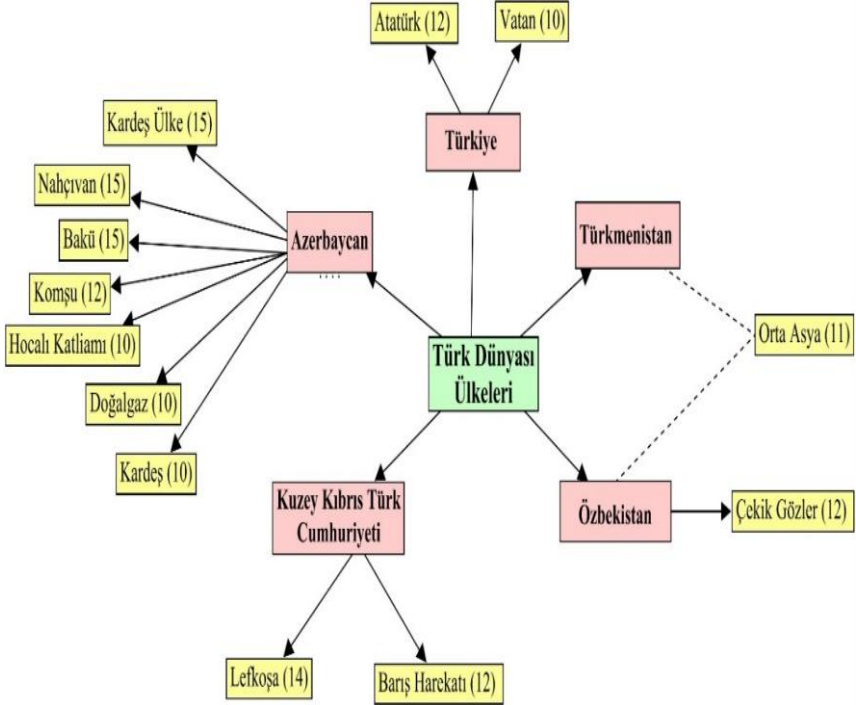 Atatürk (12)
Vatan (10)
Kardeş Ülke (15)
Türkiye
Nahçıvan (15)
Azerbaycan
Türkmenistan
Bakü (15)
Komşu (12)
Hocalı Katliamı (10)
Orta Asya (11)
Türk Dünyası
Ülkeleri
Doğalgaz (10)
Kardeş (10)
Kuzey Kıbrıs Türk
Cumhuriyeti
Özbekistan
Çekik Gözler (12)
Lefkoşa (14)
Barış Harekatı (12)